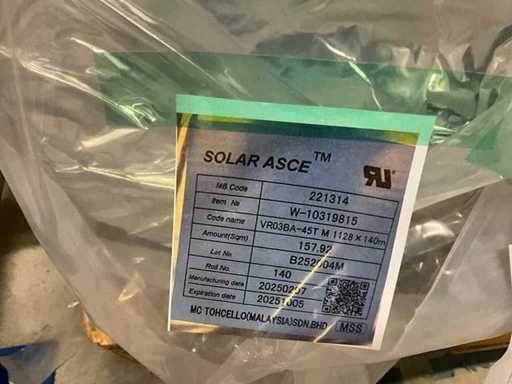 SOLAR ASCE™
MB Code 221314
Item № W-10319815
Code name VR03BA-45T M 1128 × 140m
Amount(Sqm) 157.92
Lot No B252004M
Roll No. 140
Manufacturing date 20250207
Expiration date 20251005
MC TOHCELLO(MALAYSIA)SDN.BHD MSS